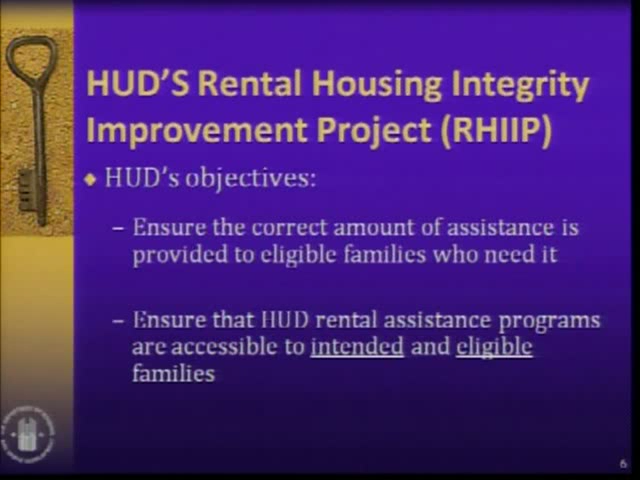 HUD'S Rental Housing Integrity
Improvement Project (RHIIP)
◆ HUD's objectives:
– Ensure the correct amount of assistance is
provided to eligible families who need it
– Ensure that HUD rental assistance programs
are accessible to intended and eligible
families
6